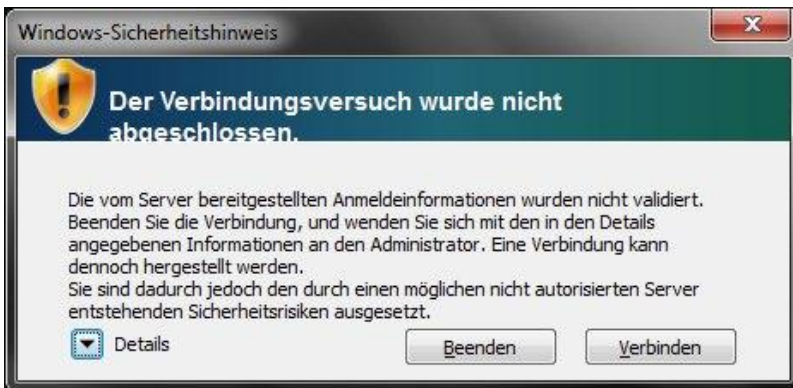 Windows-Sicherheitshinweis
Der Verbindungsversuch wurde nicht
abgeschlossen.
Die vom Server bereitgestellten Anmeldeinformationen wurden nicht validiert.
Beenden Sie die Verbindung, und wenden Sie sich mit den in den Details
angegebenen Informationen an den Administrator. Eine Verbindung kann
dennoch hergestellt werden.
Sie sind dadurch jedoch den durch einen möglichen nicht autorisierten Server
entstehenden Sicherheitsrisiken ausgesetzt.
Details Beenden Verbinden